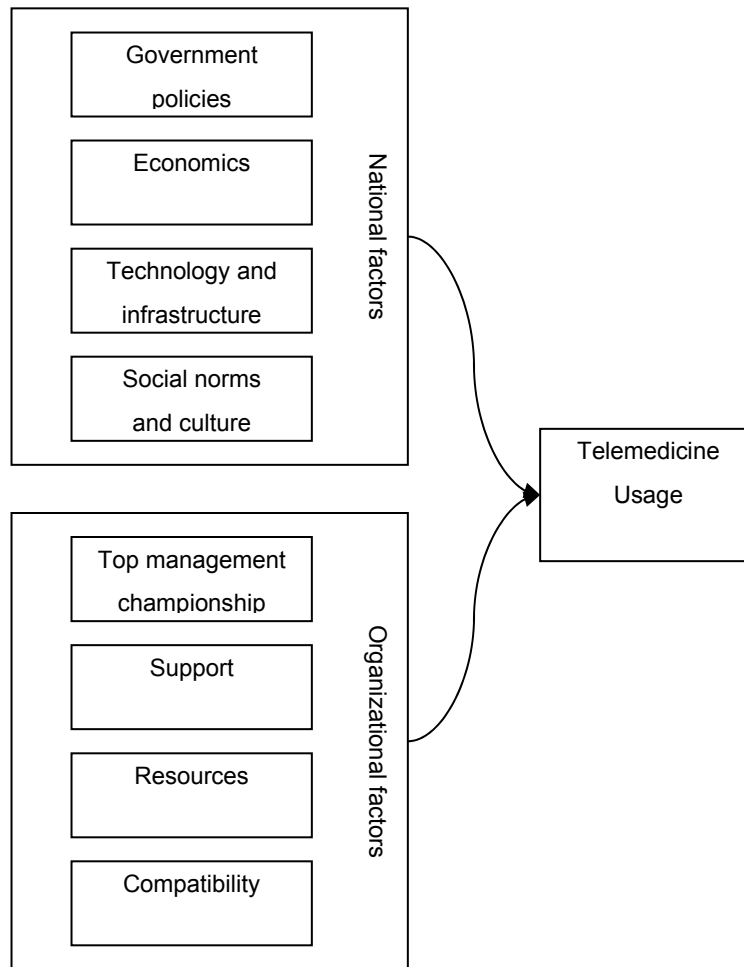 Government
policies
Economics
Technology and
infrastructure
Social norms
and culture
National factors
Top management
championship
Support
Resources
Compatibility
Organizational factors
Telemedicine
Usage